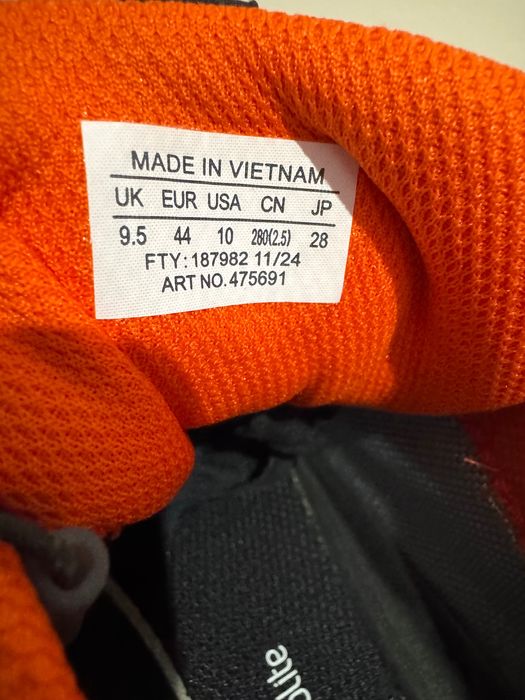 MADE IN VIETNAM
UK EUR USA CN JP
9.5 44 10 280(2.5) 28
FTY: 187982 11/24
ART NO. 475691